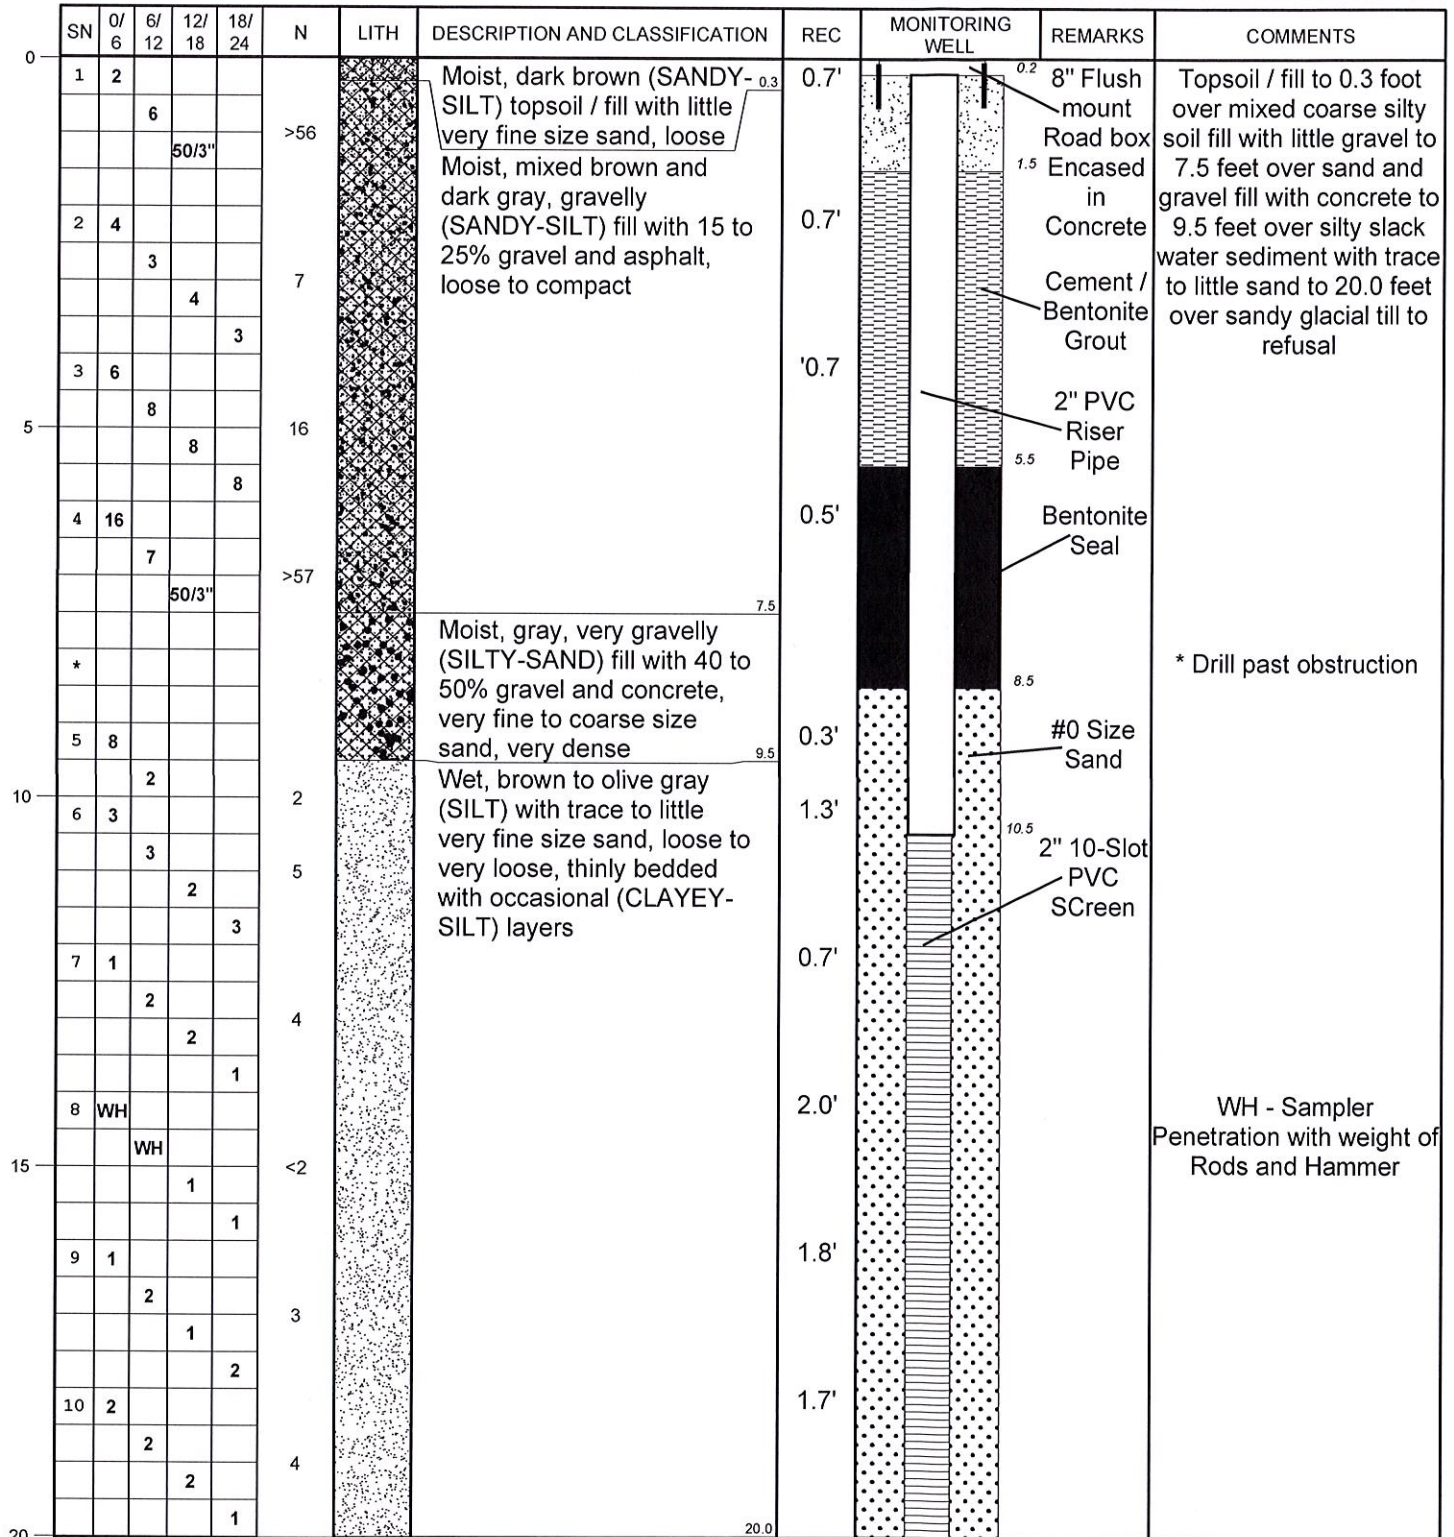 SN 0/ 6/ 12/ 18/ N LITH DESCRIPTION AND CLASSIFICATION REC MONITORING REMARKS COMMENTS
6 12 18 24 WELL
0
1 2 Moist, dark brown (SANDY- 0.3 0.7' 0.2 8" Flush Topsoil / fill to 0.3 foot
6 SILT) topsoil / fill with little mount over mixed coarse silty
>56 very fine size sand, loose Road box soil fill with little gravel to
50/3" Moist, mixed brown and 1.5 Encased 7.5 feet over sand and
dark gray, gravelly in gravel fill with concrete to
2 4 (SANDY-SILT) fill with 15 to 0.7' Concrete 9.5 feet over silty slack
3 25% gravel and asphalt, water sediment with trace
7 loose to compact Cement / to little sand to 20.0 feet
4 Bentonite over sandy glacial till to
3 Grout refusal
3 6 '0.7
8 2" PVC
5 16 Riser
8 5.5 Pipe
8
4 16 0.5' Bentonite
7 Seal
>57
50/3" 7.5
Moist, gray, very gravelly
(SILTY-SAND) fill with 40 to
* 50% gravel and concrete, 8.5 * Drill past obstruction
very fine to coarse size
5 8 sand, very dense 9.5 0.3' #0 Size
2 Sand
Wet, brown to olive gray
10 2 (SILT) with trace to little
6 3 very fine size sand, loose to 1.3' 10.5
3 very loose, thinly bedded 2" 10-Slot
5 with occasional (CLAYEY- PVC
2 SILT) layers SCreen
3
7 1 0.7'
2
4
2
1
8 WH 2.0' WH - Sampler
WH Penetration with weight of
15 <2 Rods and Hammer
1
1
9 1 1.8'
2
3
1
2
10 2 1.7'
2
4
2
1
20 20.0